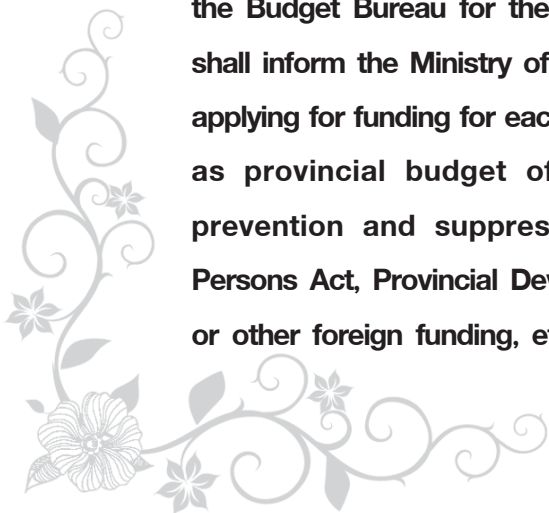 the Budget Bureau for the
shall inform the Ministry of
applying for funding for eac
as provincial budget of
prevention and suppres
Persons Act, Provincial Dev
or other foreign funding, e